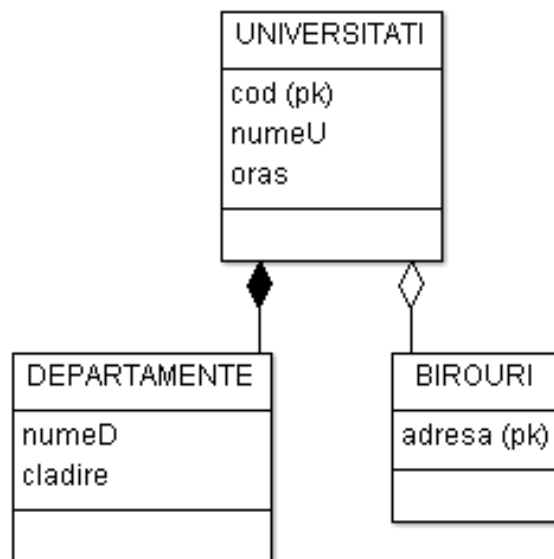 UNIVERSITATI
cod (pk)
numeU
oras
DEPARTAMENTE
numeD
cladire
BIROURI
adresa (pk)